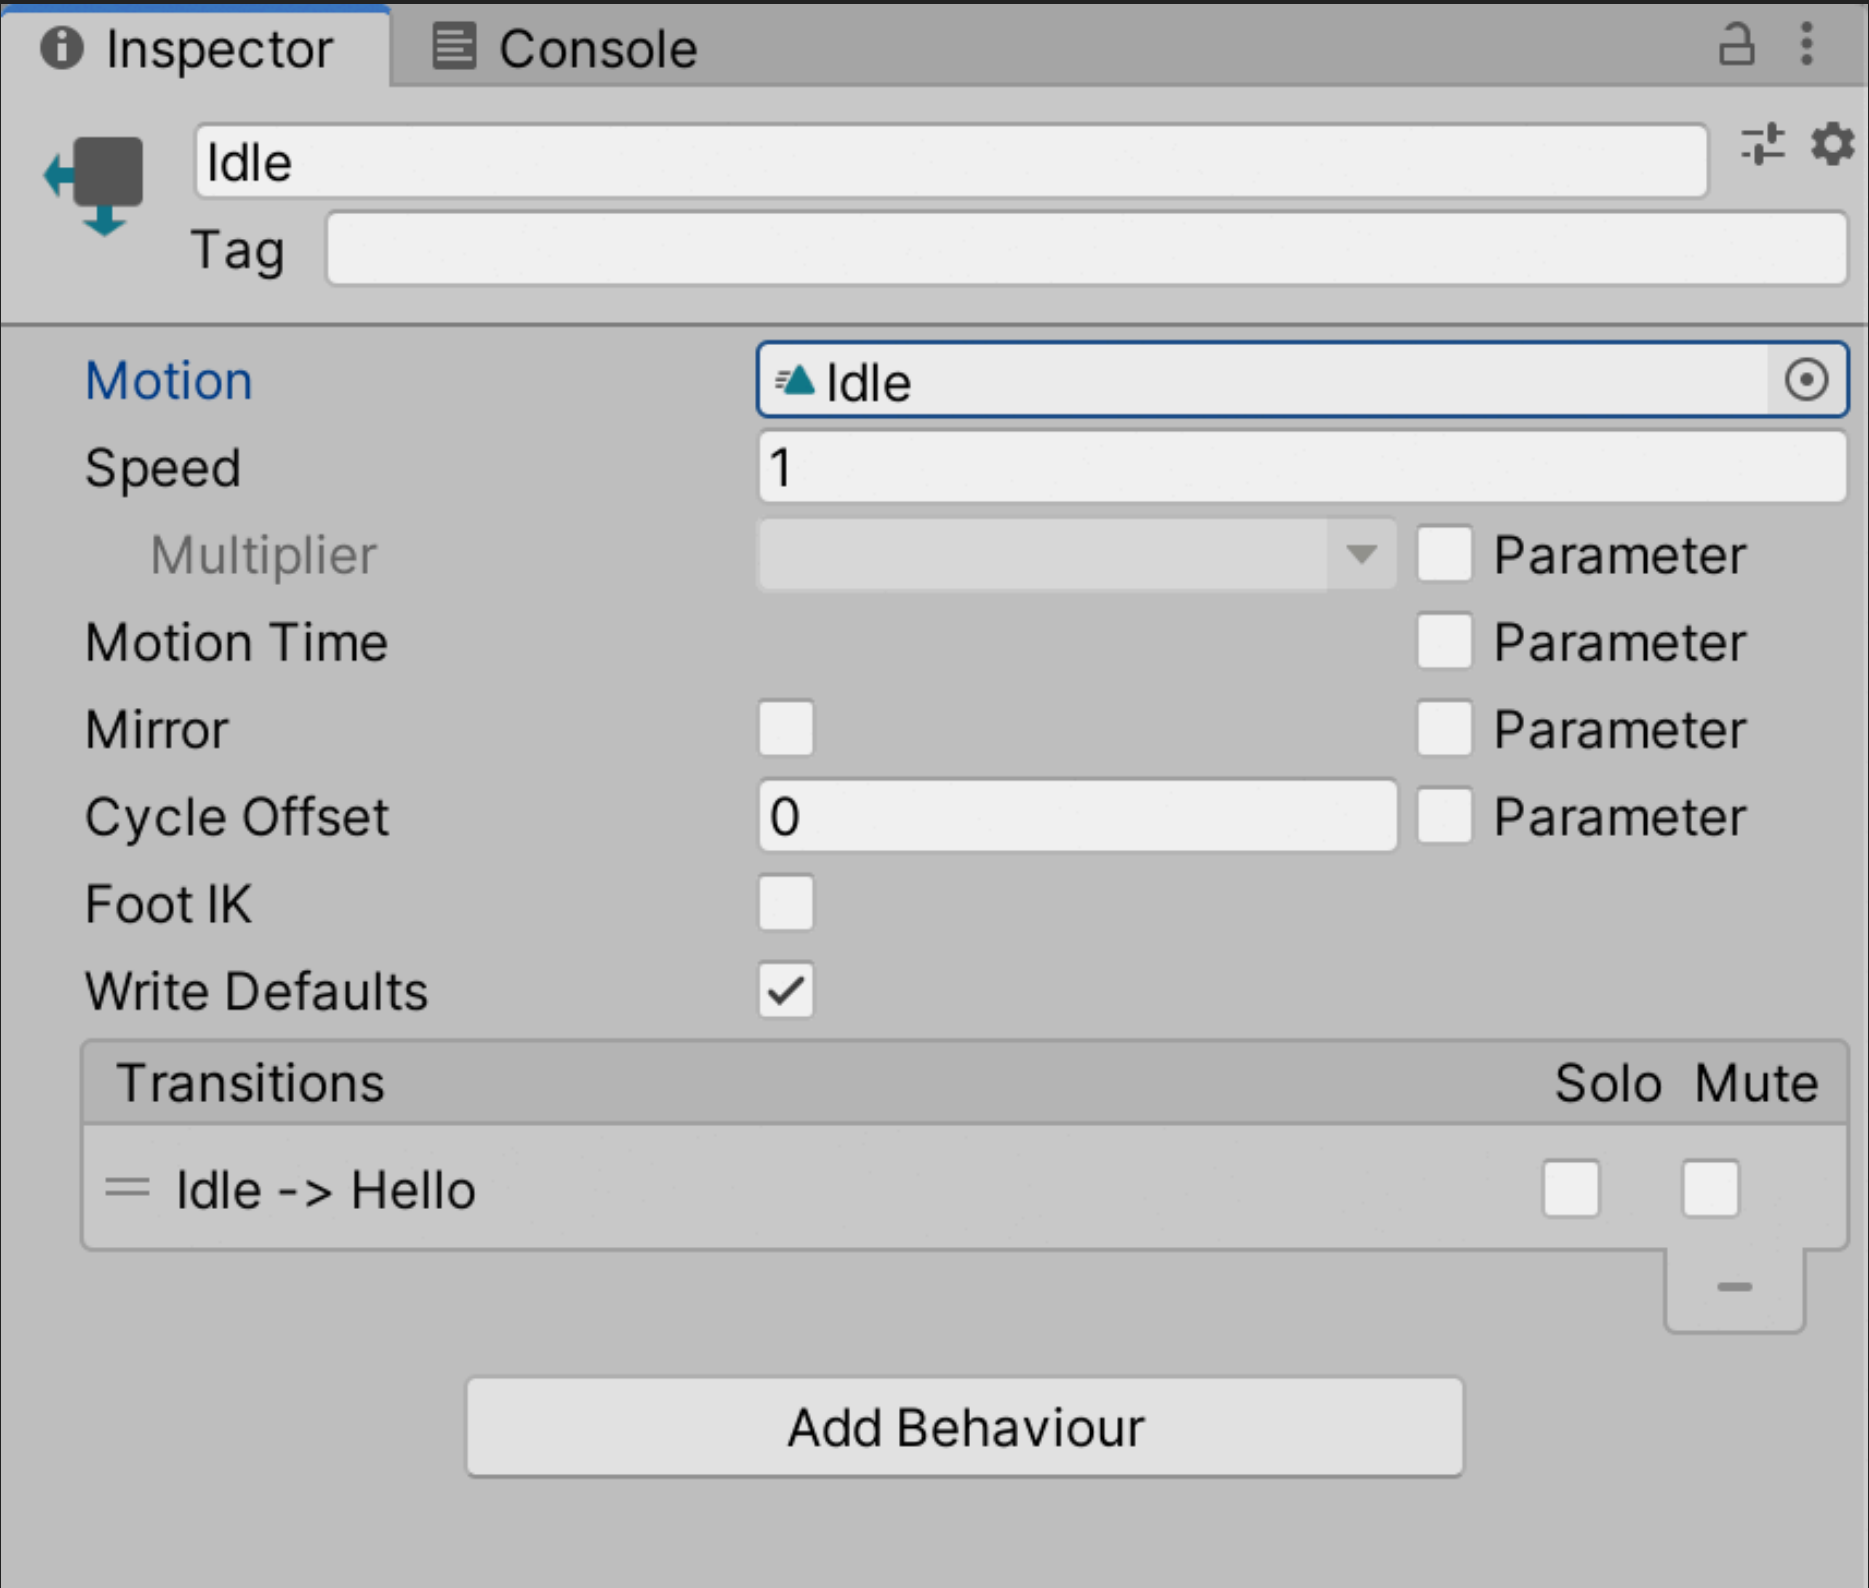 Inspector Console
Idle
Tag
Motion Idle
Speed 1
Multiplier Parameter
Motion Time Parameter
Mirror Parameter
Cycle Offset 0 Parameter
Foot IK
Write Defaults
Transitions Solo Mute
Idle -> Hello
Add Behaviour